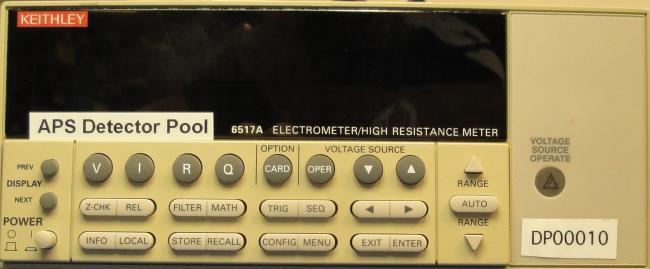 KEITHLEY
APS Detector Pool
6517A ELECTROMETER/HIGH RESISTANCE METER
OPTION VOLTAGE SOURCE
V I R Q CARD OPER
PREV
DISPLAY
NEXT
POWER
Z-CHK REL FILTER MATH TRIG SEQ
INFO LOCAL STORE RECALL CONFIG MENU EXIT ENTER
RANGE
AUTO
RANGE
VOLTAGE
SOURCE
OPERATE
DP00010